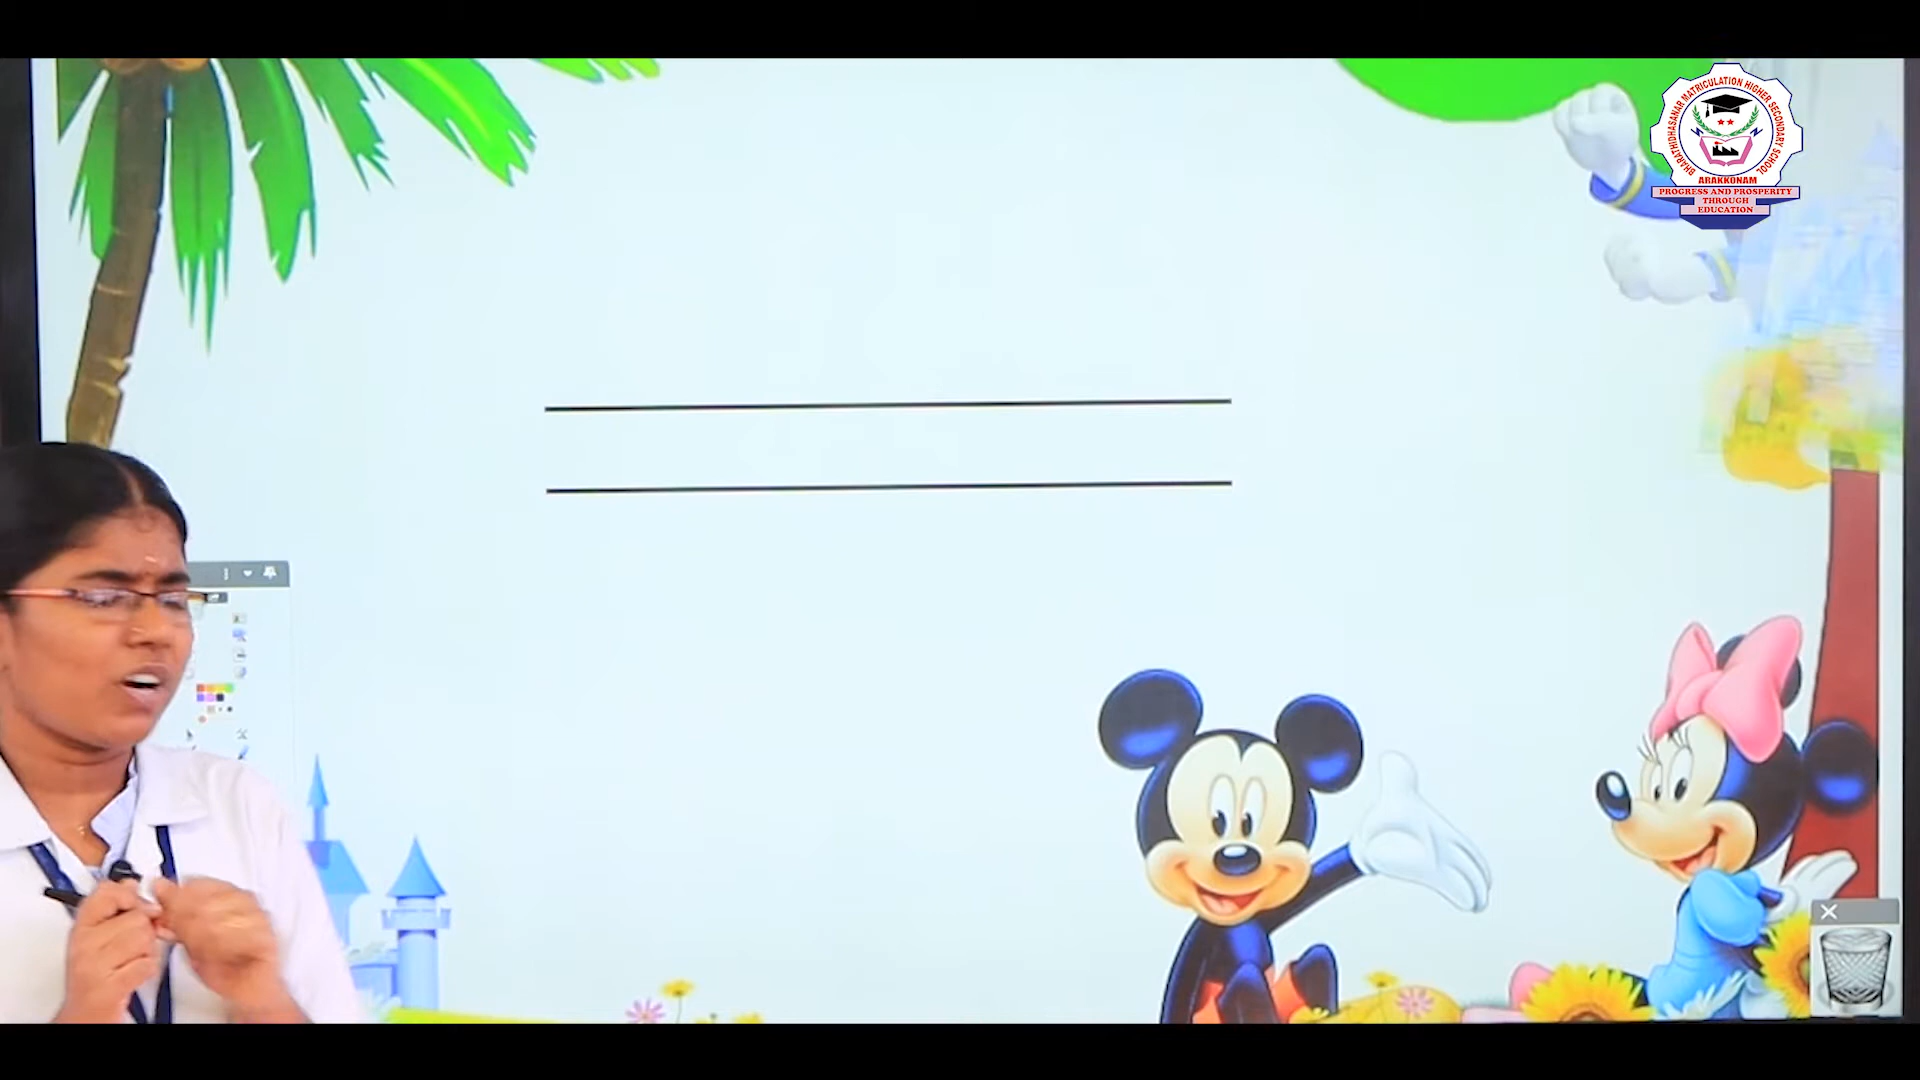 BHARATHIDHASANAR MATRICULATION HIGHER SECONDARY SCHOOL
ARAKKONAM
PROGRESS AND PROSPERITY
THROUGH
EDUCATION